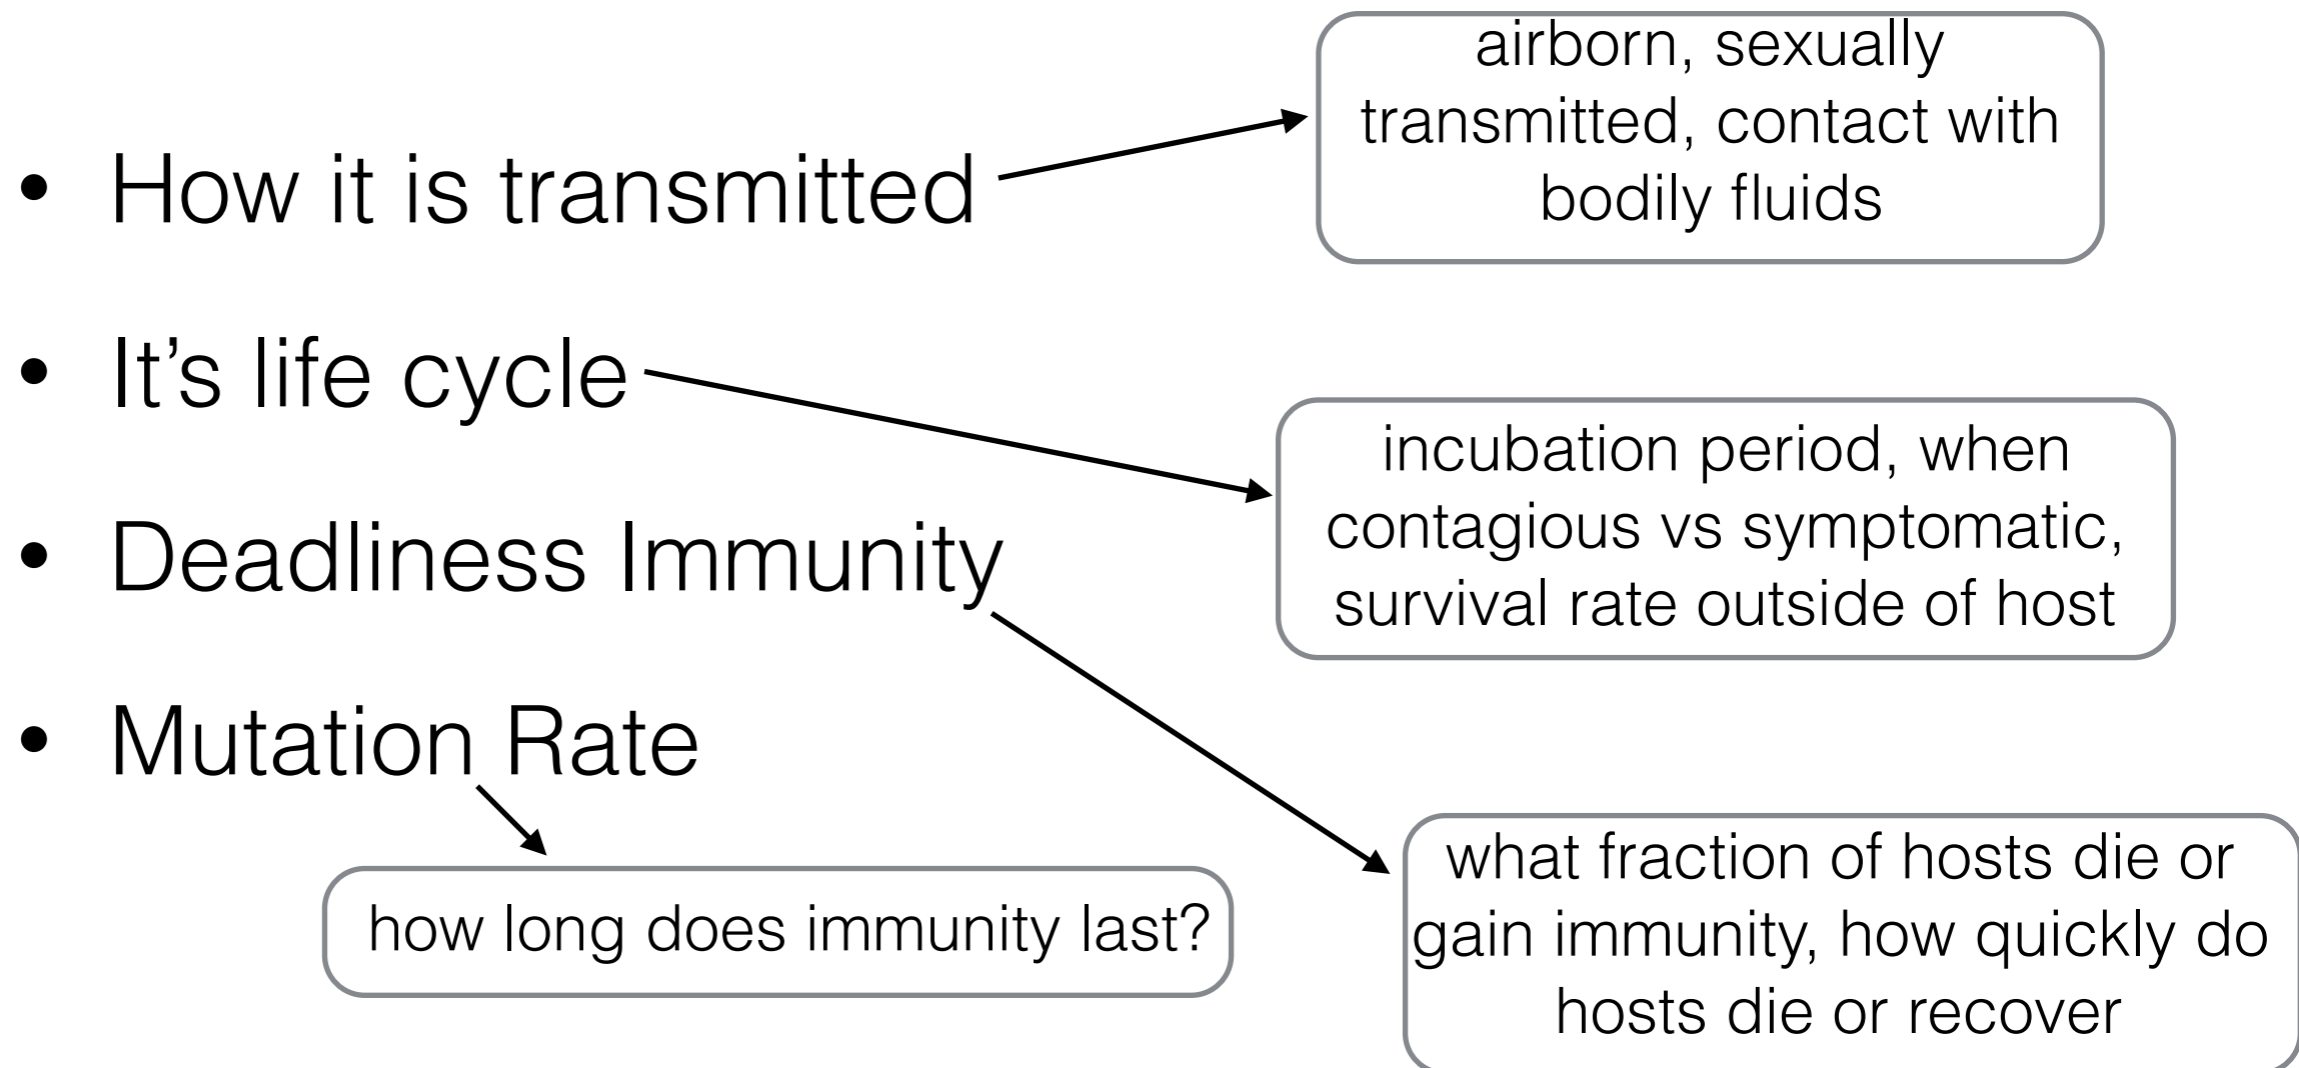 • How it is transmitted
airborn, sexually
transmitted, contact with
bodily fluids
• It’s life cycle
incubation period, when
contagious vs symptomatic,
survival rate outside of host
• Deadliness Immunity
what fraction of hosts die or
gain immunity, how quickly do
hosts die or recover
• Mutation Rate
how long does immunity last?